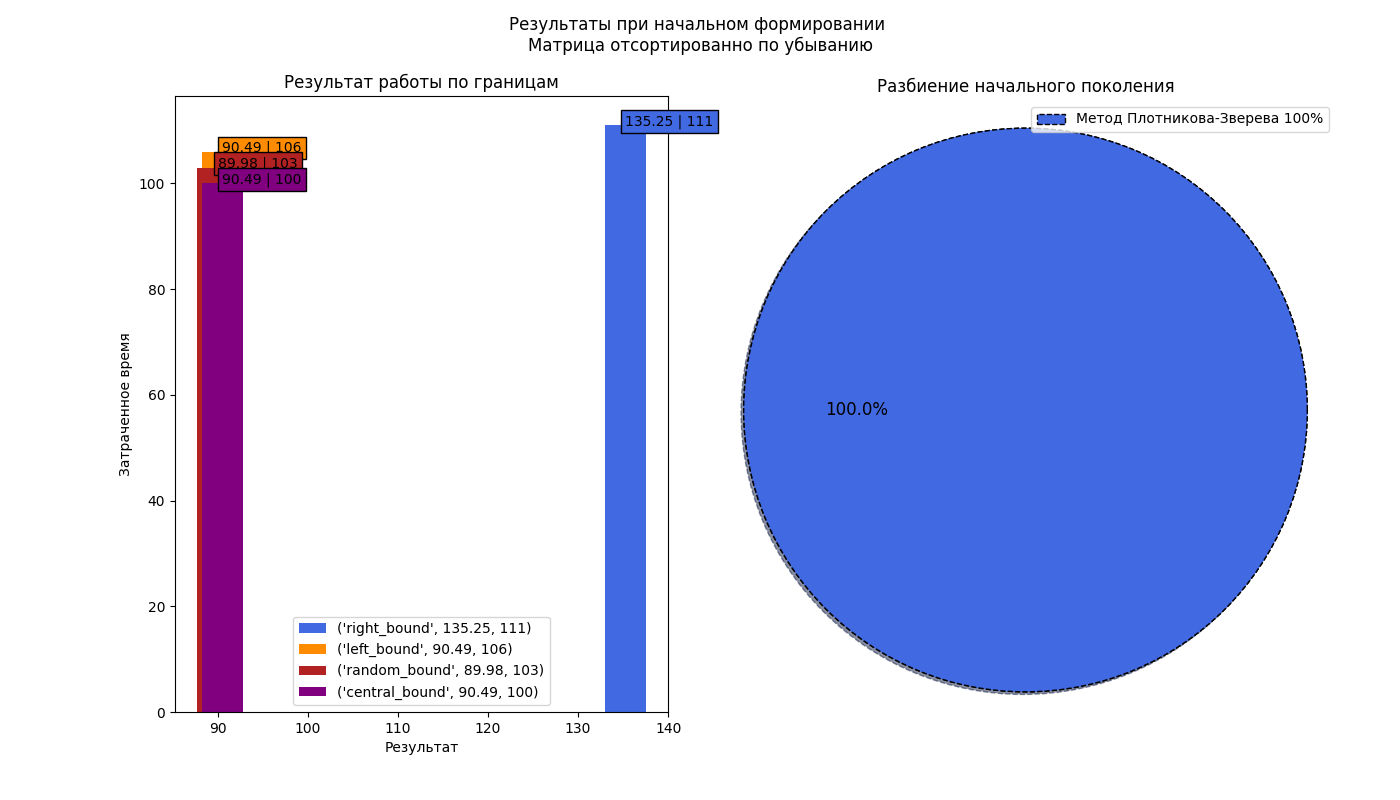 Результаты при начальном формировании
Матрица отсортированно по убыванию
Результат работы по границам
135.25 | 111
90.49 | 106
89.98 | 103
90.49 | 100
100
80
60
40
20
0
Затраченное время
('right_bound', 135.25, 111)
('left_bound', 90.49, 106)
('random_bound', 89.98, 103)
('central_bound', 90.49, 100)
90 100 110 120 130 140
Результат
Разбиение начального поколения
Метод Плотникова-Зверева 100%
100.0%